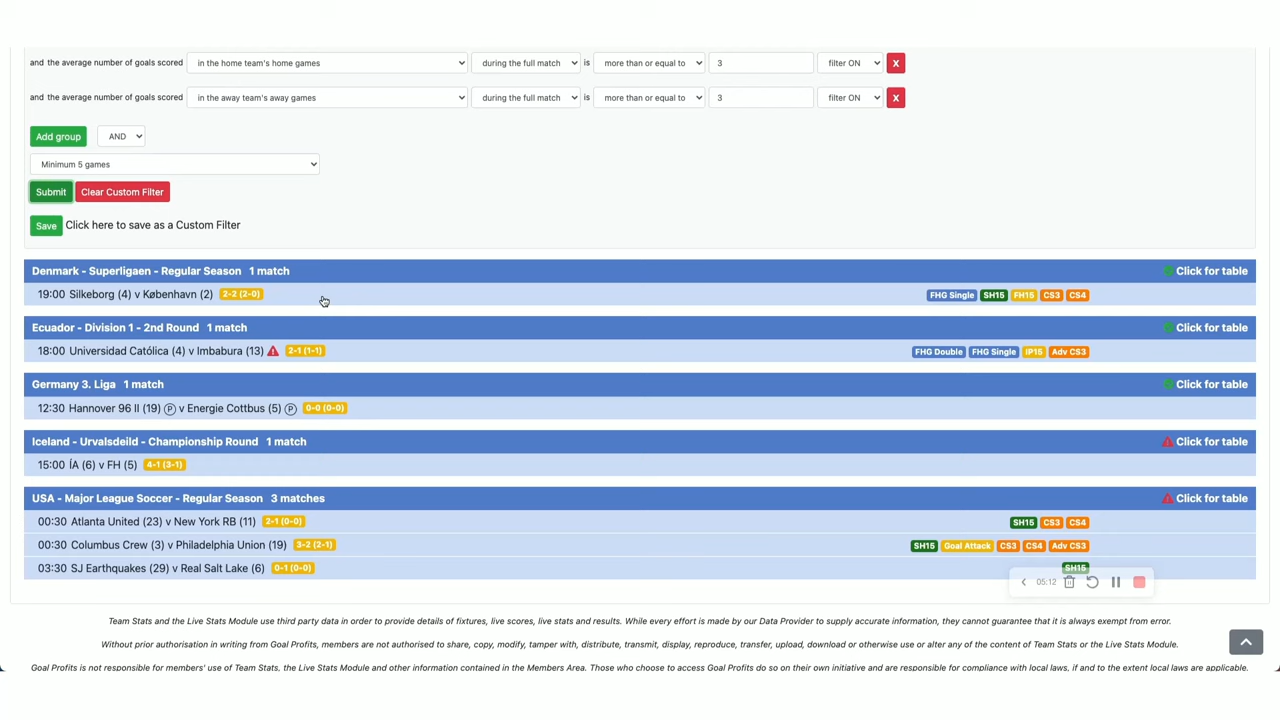 and the average number of goals scored in the home team's home games during the full match is more than or equal to 3 filter ON X
and the average number of goals scored in the away team's away games during the full match is more than or equal to 3 filter ON X
Add group AND
Minimum 5 games
Submit Clear Custom Filter
Save Click here to save as a Custom Filter
Denmark - Superligaen - Regular Season 1 match Click for table
19:00 Silkeborg (4) v København (2) 2-2 (2-0) FHG Single SH15 FH15 CS3 CS4
Ecuador - Division 1 - 2nd Round 1 match Click for table
18:00 Universidad Católica (4) v Imbabura (13) 2-1 (1-1) FHG Double FHG Single IP15 Adv CS3
Germany 3. Liga 1 match Click for table
12:30 Hannover 96 II (19) P v Energie Cottbus (5) P 0-0 (0-0)
Iceland - Urvalsdeild - Championship Round 1 match Click for table
15:00 ÍA (6) v FH (5) 4-1 (3-1)
USA - Major League Soccer - Regular Season 3 matches Click for table
00:30 Atlanta United (23) v New York RB (11) 2-1 (0-0) SH15 CS3 CS4
00:30 Columbus Crew (3) v Philadelphia Union (19) 3-2 (2-1) SH15 Goal Attack CS3 CS4 Adv CS3
03:30 SJ Earthquakes (29) v Real Salt Lake (6) 0-1 (0-0) SH15
05:12
Team Stats and the Live Stats Module use third party data in order to provide details of fixtures, live scores, live stats and results. While every effort is made by our Data Provider to supply accurate information, they cannot guarantee that it is always exempt from error.
Without prior authorisation in writing from Goal Profits, members are not authorised to share, copy, modify, tamper with, distribute, transmit, display, reproduce, transfer, upload, download or otherwise use or alter any of the content of Team Stats or the Live Stats Module.
Goal Profits is not responsible for members' use of Team Stats, the Live Stats Module and other information contained in the Members Area. Those who choose to access Goal Profits do so on their own initiative and are responsible for compliance with local laws, if and to the extent local laws are applicable.